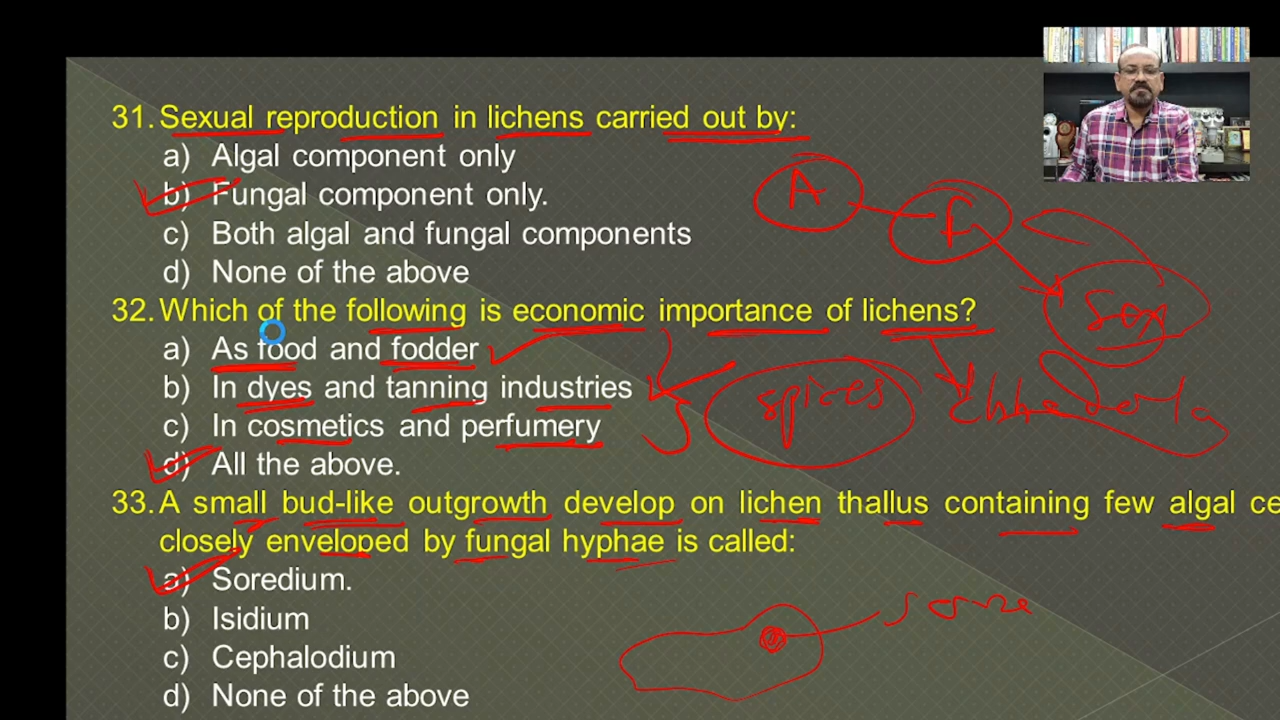 31. Sexual reproduction in lichens carried out by:
a) Algal component only
b) Fungal component only.
c) Both algal and fungal components
d) None of the above
A
f
Sex
32. Which of the following is economic importance of lichens?
a) As food and fodder
b) In dyes and tanning industries
spices
c) In cosmetics and perfumery
d) All the above.
33. A small bud-like outgrowth develop on lichen thallus containing few algal ce
closely enveloped by fungal hyphae is called:
a) Soredium.
b) Isidium
c) Cephalodium
d) None of the above